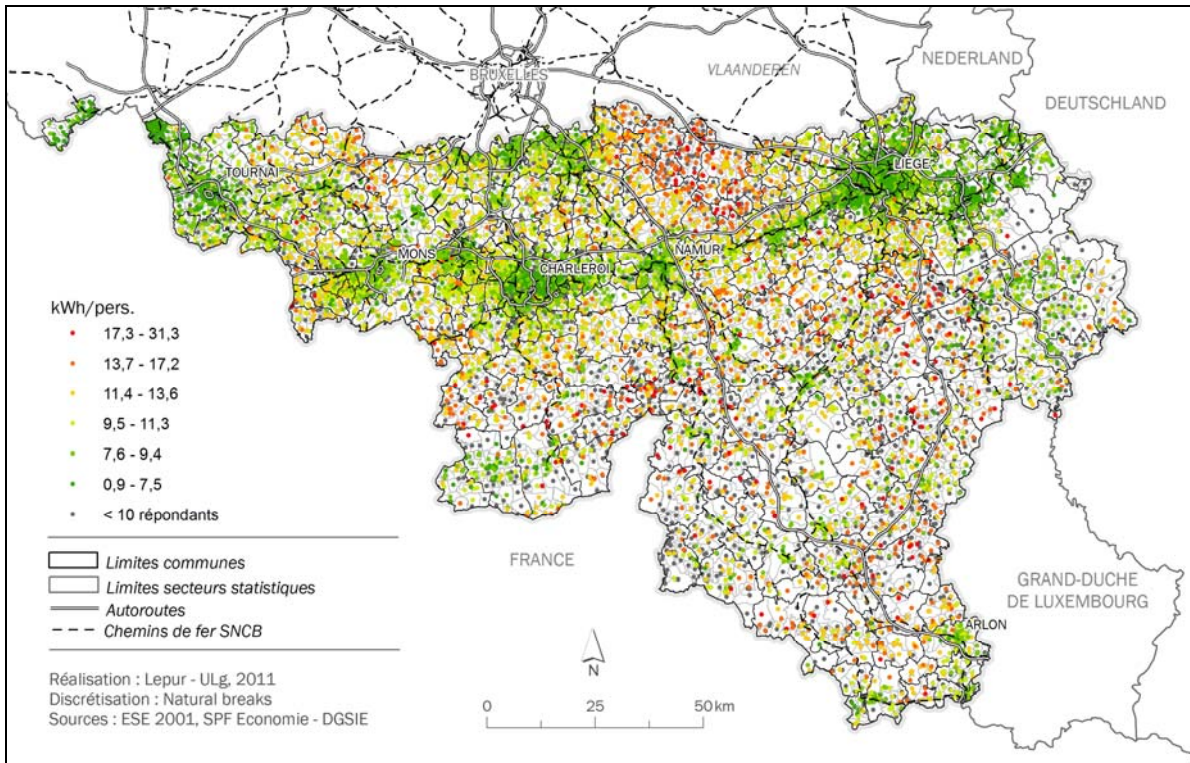 NEDERLAND
VLAANDEREN
BRUXELLES
DEUTSCHLAND
LIÈGE
TOURNAI
NAMUR
MONS
CHARLEROI
kWh/pers.
17,3 - 31,3
13,7 - 17,2
11,4 - 13,6
9,5 - 11,3
7,6 - 9,4
0,9 - 7,5
< 10 répondants
FRANCE
Limites communes
Limites secteurs statistiques
Autoroutes
Chemins de fer SNCB
GRAND-DUCHE
DE LUXEMBOURG
ARLON
N
Réalisation : Lepur - ULg, 2011
Discrétisation : Natural breaks
Sources : ESE 2001, SPF Economie - DGSIE
0 25 50 km